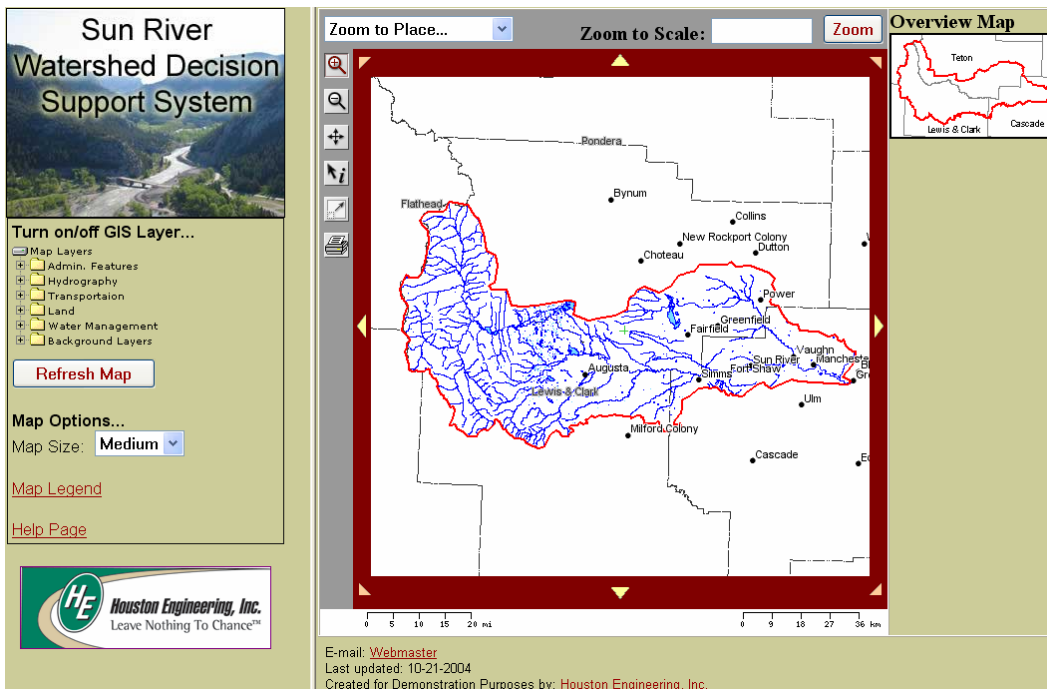 Sun River
Watershed Decision
Support System
Turn on/off GIS Layer...
Map Layers
Admin. Features
Hydrography
Transportaion
Land
Water Management
Background Layers
Refresh Map
Map Options...
Map Size: Medium
Map Legend
Help Page
HE
Houston Engineering, Inc.
Leave Nothing To Chance™
Zoom to Place...
Zoom to Scale:
Zoom
Pondera
Bynum
Flathead
Collins
New Rockport Colony
Choteau
Dutton
Power
Greenfield
Fairfield
Vaughn
Sun River
Mancheste
Fort Shaw
Simms
Augusta
Lewis & Clark
Gre
Ulm
Milford Colony
Cascade
0 5 10 15 20 mi
0 9 18 27 36 km
E-mail: Webmaster
Last updated: 10-21-2004
Created for Demonstration Purposes by: Houston Engineering, Inc.
Overview Map
Teton
Lewis & Clark
Cascade